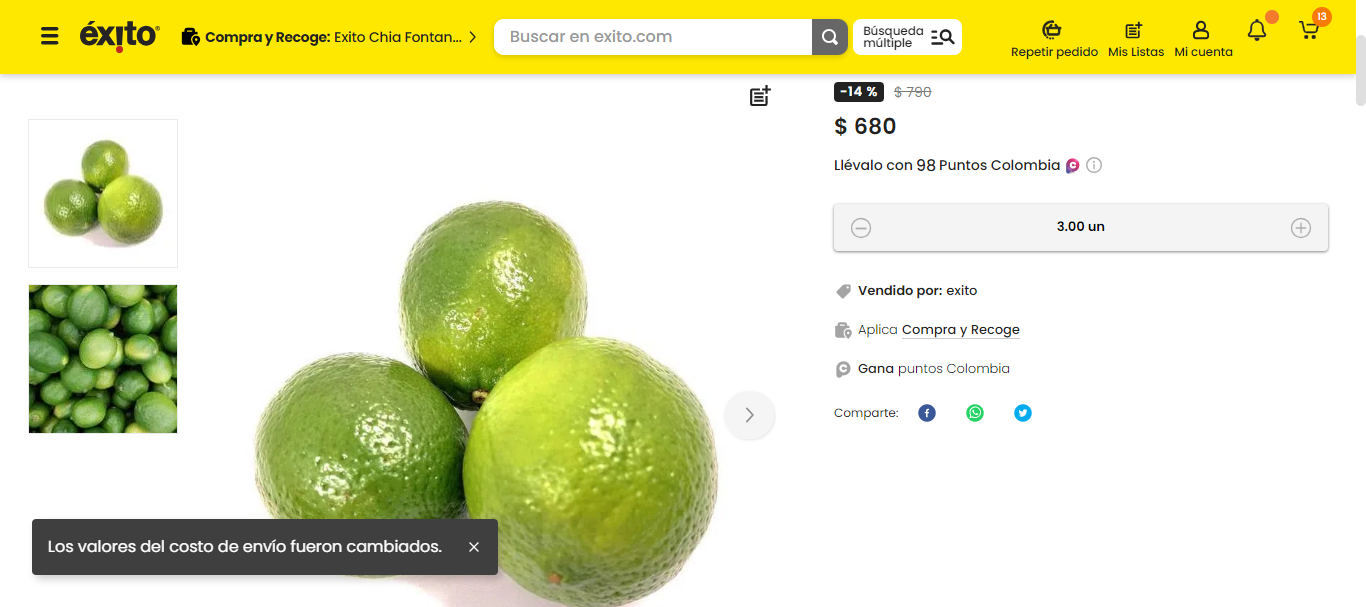 éxito
Compra y Recoge: Exito Chia Fontan...
Buscar en exito.com
Búsqueda
múltiple
Repetir pedido
Mis Listas
Mi cuenta
13
-14 % $ 790
$ 680
Llévalo con 98 Puntos Colombia
3.00 un
Vendido por: exito
Aplica Compra y Recoge
Gana puntos Colombia
Comparte:
Los valores del costo de envío fueron cambiados.